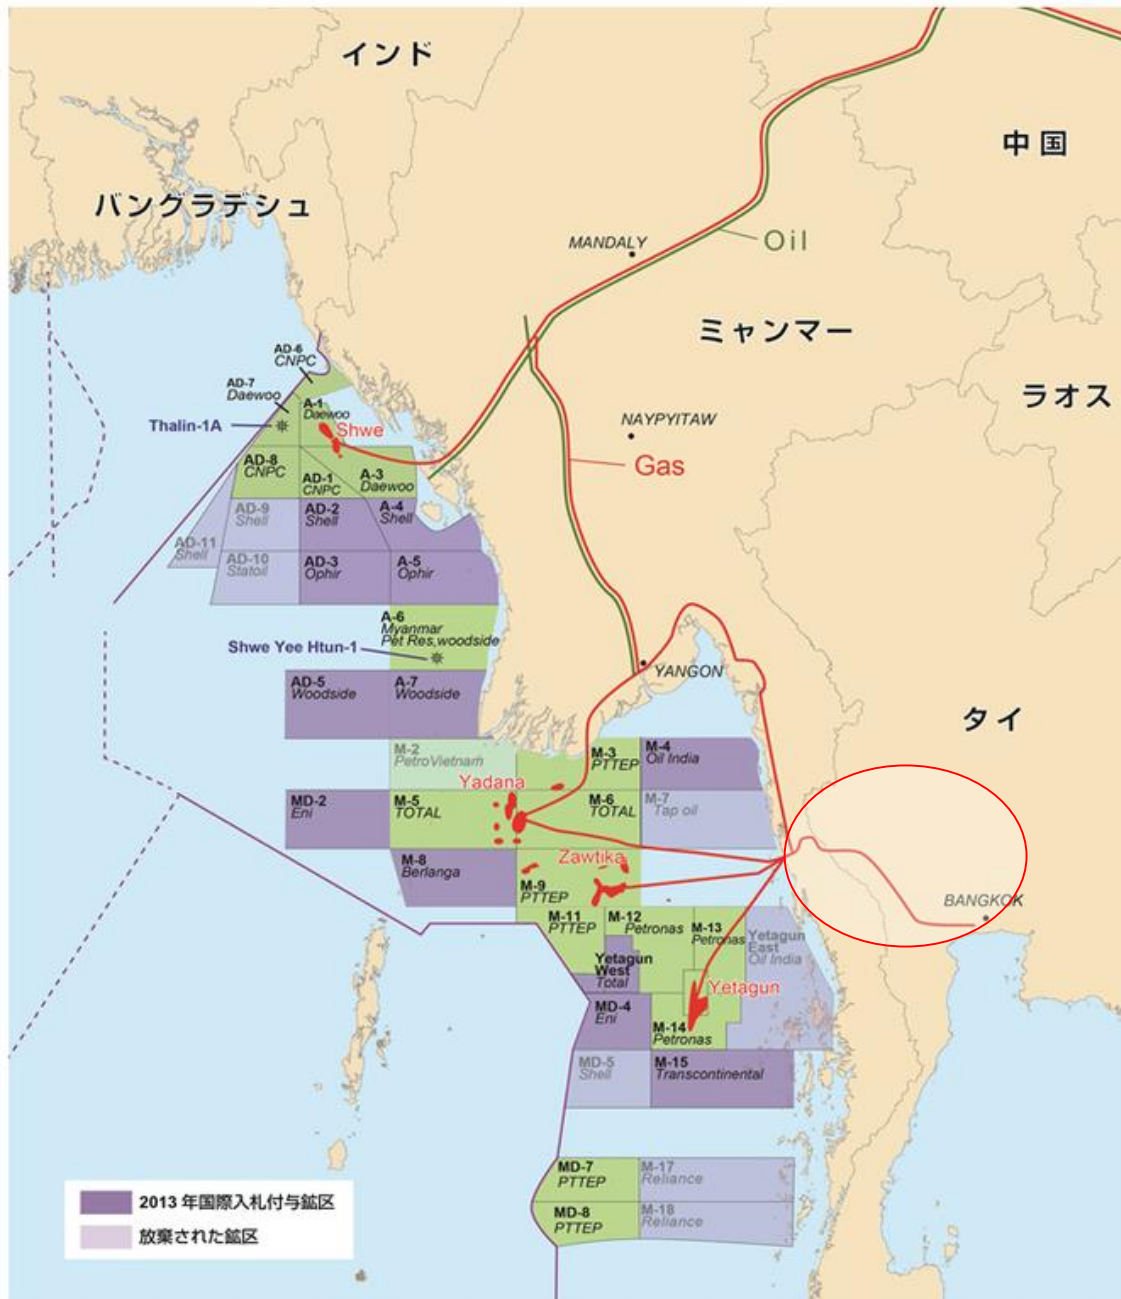 インド
中国
バングラデシュ
MANDALY
Oil
ミャンマー
ラオス
AD-6
CNPC
AD-7
Daewoo
A-1
Daewoo
Thalin-1A
Shwe
NAYPYITAW
Gas
AD-8
CNPC
AD-1
CNPC
A-3
Daewoo
AD-9
Shell
AD-2
Shell
A-4
Shell
AD-11
Shell
AD-10
Statoil
AD-3
Ophir
A-5
Ophir
A-6
Myanmar
Pet Res,woodside
Shwe Yee Htun-1
YANGON
AD-5
Woodside
A-7
Woodside
タイ
M-2
PetroVietnam
M-3
PTTEP
M-4
Oil India
Yadana
MD-2
Eni
M-5
TOTAL
M-6
TOTAL
M-7
Tap oil
M-8
Berlanga
Zawtika
M-9
PTTEP
BANGKOK
M-11
PTTEP
M-12
Petronas
M-13
Petronas
Yetagun
East
Oil India
Yetagun
West
Total
Yetagun
MD-4
Eni
M-14
Petronas
MD-5
Shell
M-15
Transcontinental
MD-7
PTTEP
M-17
Reliance
MD-8
PTTEP
M-18
Reliance
2013 年国際入札付与鉱区
放棄された鉱区